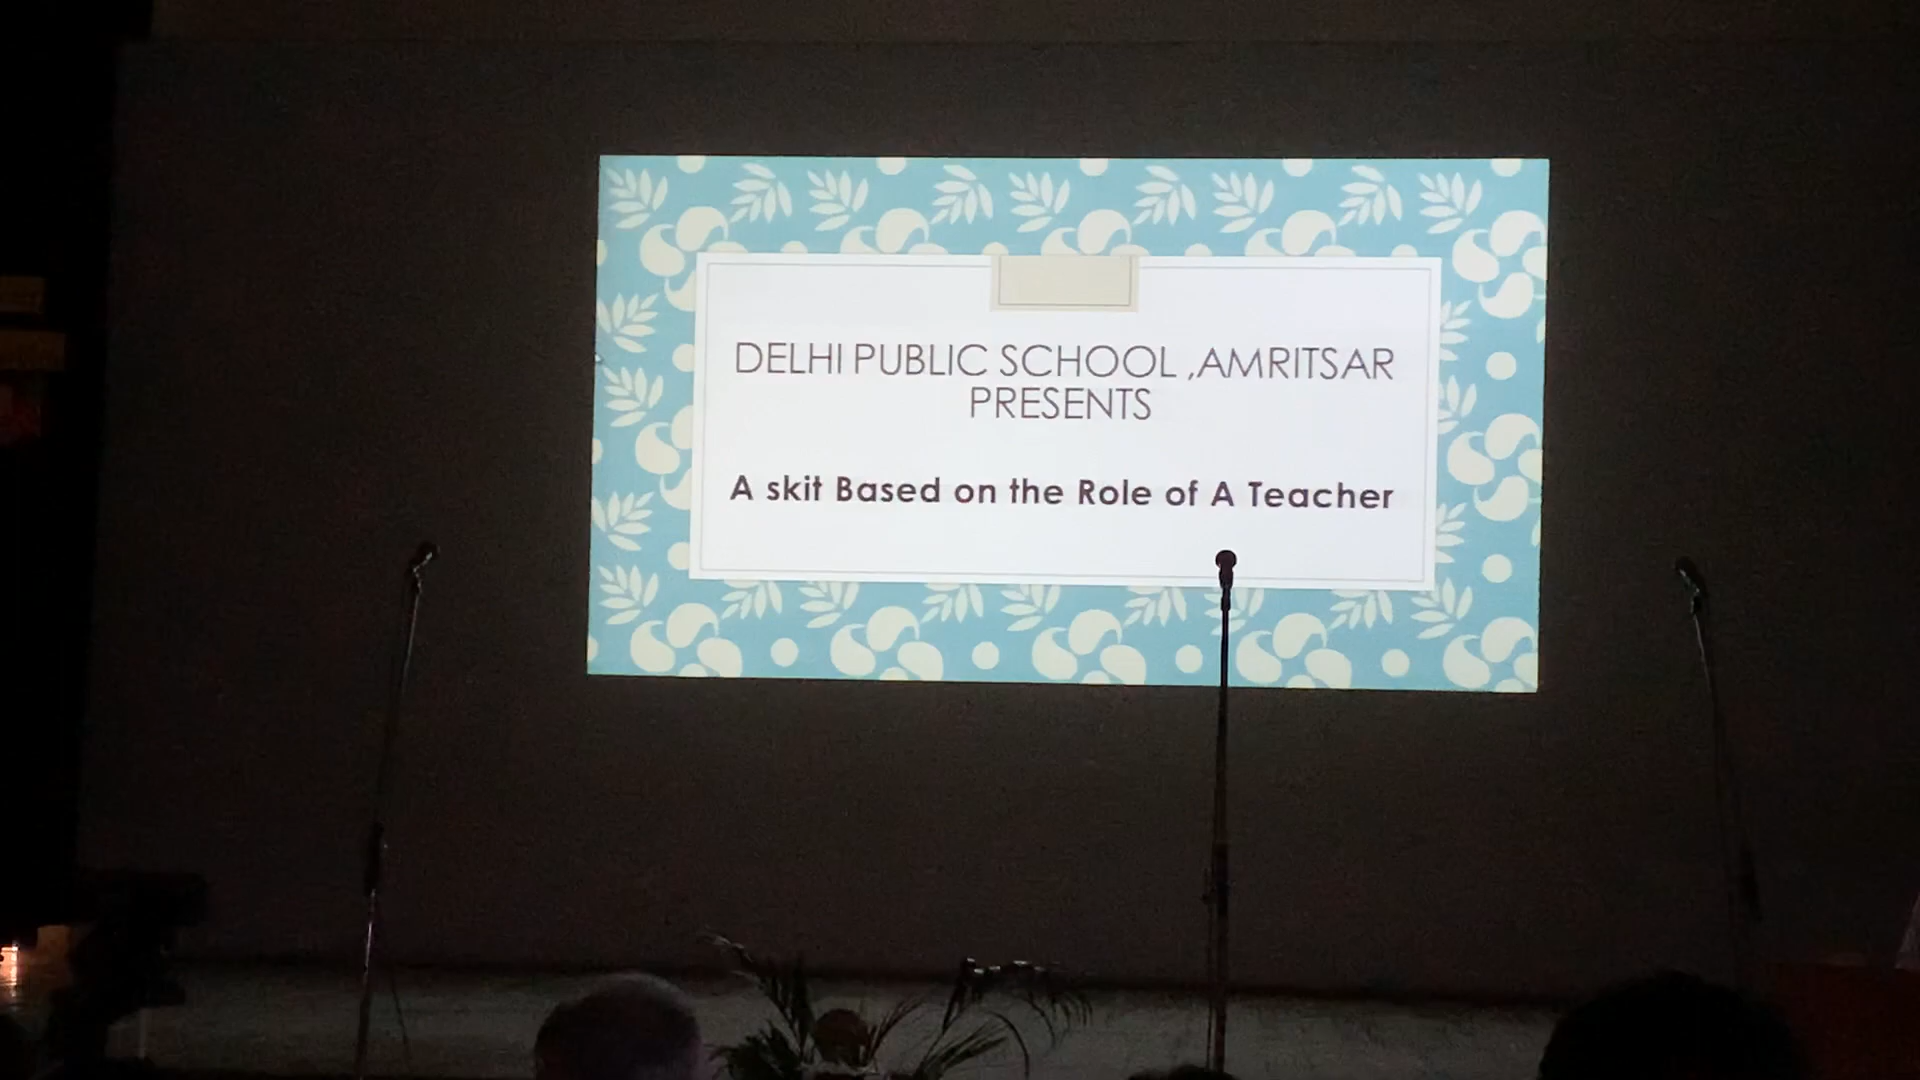 DELHI PUBLIC SCHOOL ,AMRITSAR
PRESENTS
A skit Based on the Role of A Teacher